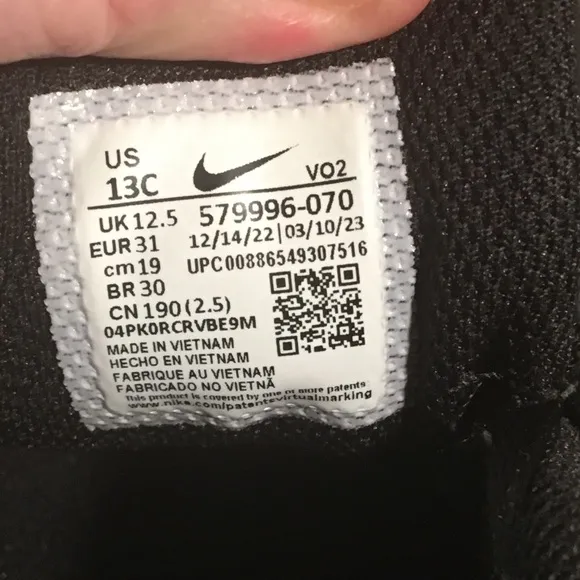 US
13C
VO2
UK 12.5 579996-070
EUR 31 12/14/22|03/10/23
cm 19 UPC00886549307516
BR 30
CN 190 (2.5)
04PK0RCRVBE9M
MADE IN VIETNAM
HECHO EN VIETNAM
FABRIQUE AU VIETNAM
FABRICADO NO VIETNÃ
This product is covered by one or more patents
www.nike.com/patentsvirtualmarking